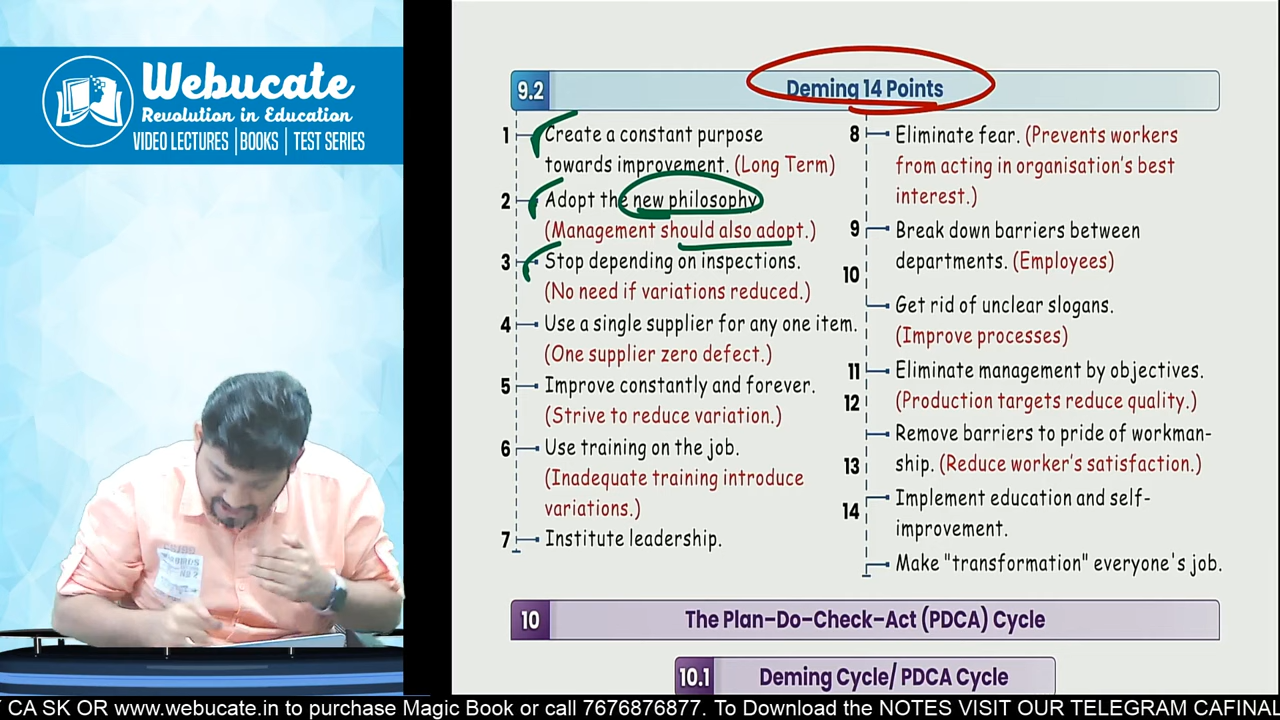 Webucate
Revolution in Education
VIDEO LECTURES | BOOKS | TEST SERIES
9.2 Deming 14 Points
1 Create a constant purpose
towards improvement. (Long Term)
2 Adopt the new philosophy
(Management should also adopt.)
3 Stop depending on inspections.
(No need if variations reduced.)
4 Use a single supplier for any one item.
(One supplier zero defect.)
5 Improve constantly and forever.
(Strive to reduce variation.)
6 Use training on the job.
(Inadequate training introduce
variations.)
7 Institute leadership.
8 Eliminate fear. (Prevents workers
from acting in organisation's best
interest.)
9 Break down barriers between
departments. (Employees)
10
Get rid of unclear slogans.
(Improve processes)
11 Eliminate management by objectives.
12 (Production targets reduce quality.)
Remove barriers to pride of workman-
13 ship. (Reduce worker's satisfaction.)
Implement education and self-
14
improvement.
Make "transformation" everyone's job.
10 The Plan-Do-Check-Act (PDCA) Cycle
10.1 Deming Cycle/ PDCA Cycle
CA SK OR www.webucate.in to purchase Magic Book or call 7676876877. To Download the NOTES VISIT OUR TELEGRAM CAFINAL